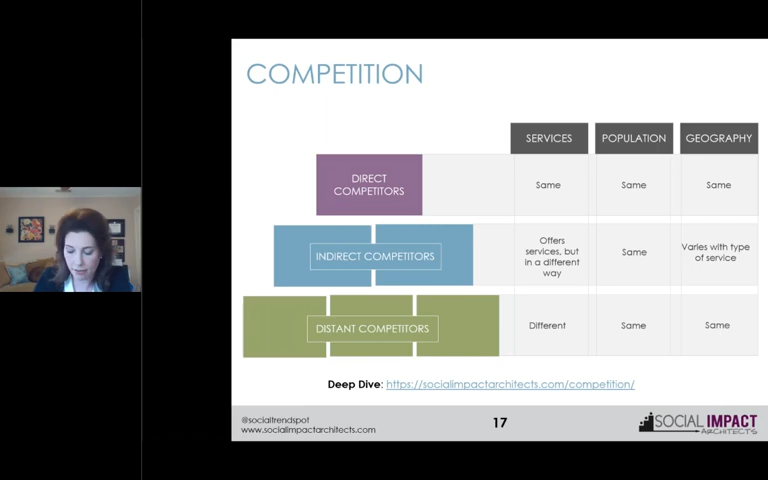 COMPETITION
SERVICES
POPULATION
GEOGRAPHY
DIRECT
COMPETITORS
Same
Same
Same
INDIRECT COMPETITORS
Offers
services, but
in a different
way
Same
Varies with type
of service
DISTANT COMPETITORS
Different
Same
Same
Deep Dive: https://socialimpactarchitects.com/competition/
@socialtrendspot
www.socialimpactarchitects.com
17
SOCIAL IMPACT
ARCHITECTS